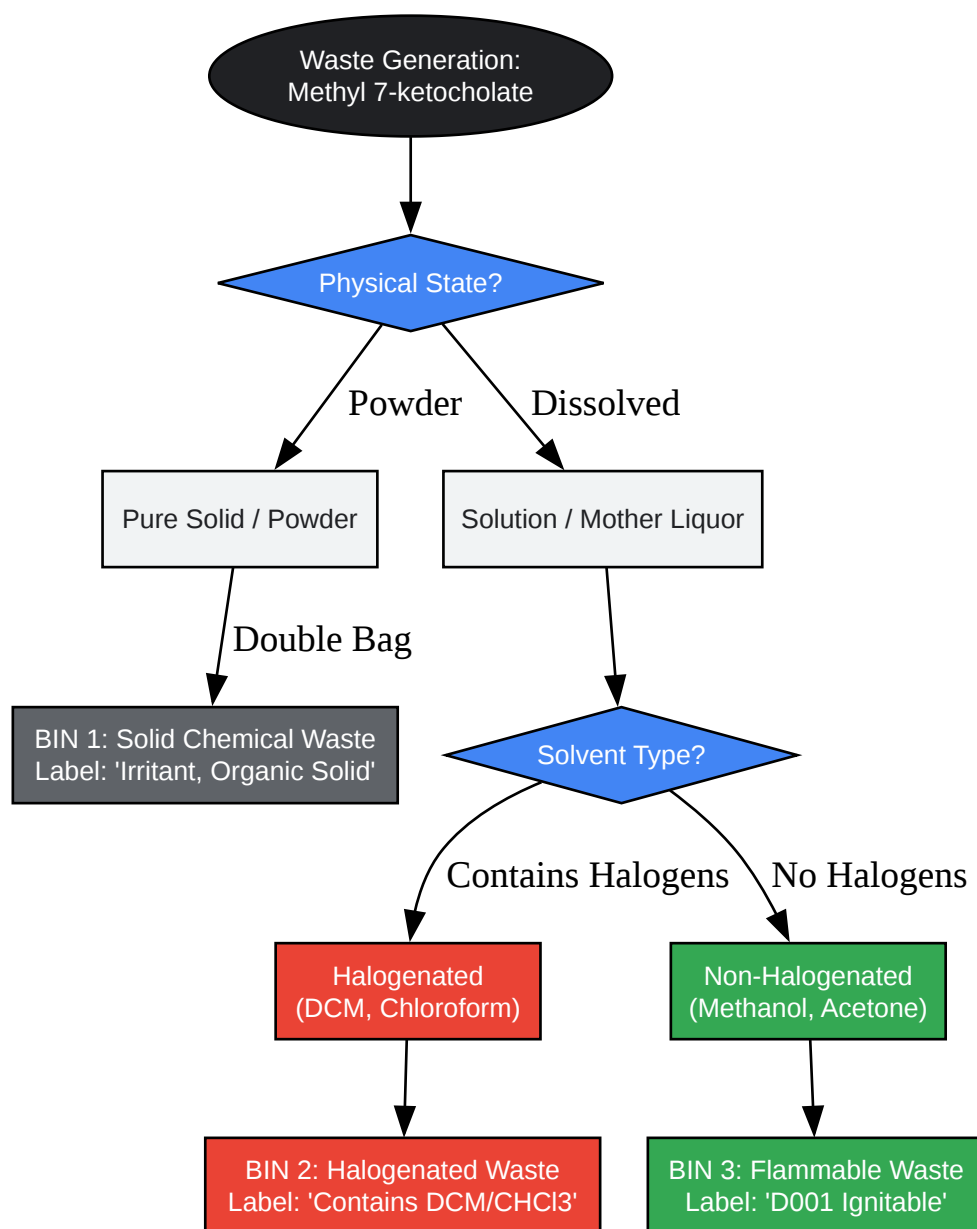 Waste Generation:
Methyl 7-ketocholate
Physical State?
Powder
Dissolved
Pure Solid / Powder
Solution / Mother Liquor
Double Bag
BIN 1: Solid Chemical Waste
Label: 'Irritant, Organic Solid'
Solvent Type?
Contains Halogens
No Halogens
Halogenated
(DCM, Chloroform)
Non-Halogenated
(Methanol, Acetone)
BIN 2: Halogenated Waste
Label: 'Contains DCM/CHCl3'
BIN 3: Flammable Waste
Label: 'D001 Ignitable'